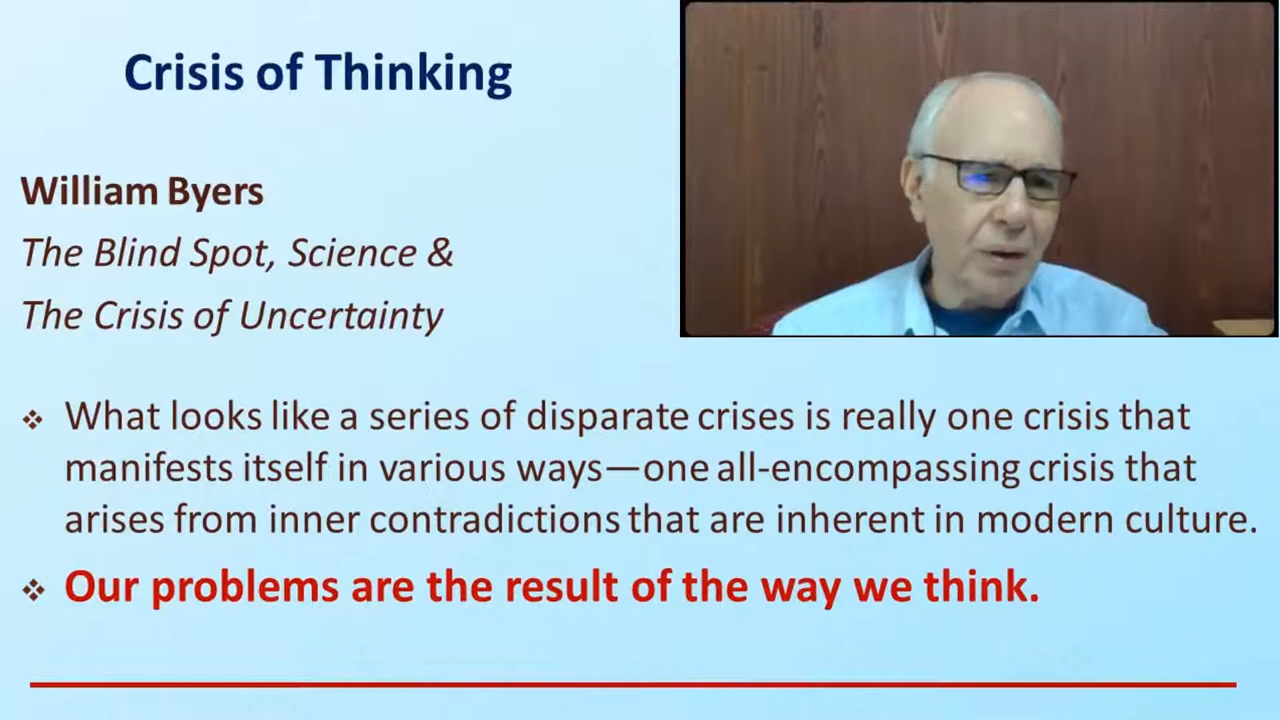 Crisis of Thinking
William Byers
The Blind Spot, Science &
The Crisis of Uncertainty
❖ What looks like a series of disparate crises is really one crisis that
manifests itself in various ways—one all-encompassing crisis that
arises from inner contradictions that are inherent in modern culture.
❖ Our problems are the result of the way we think.